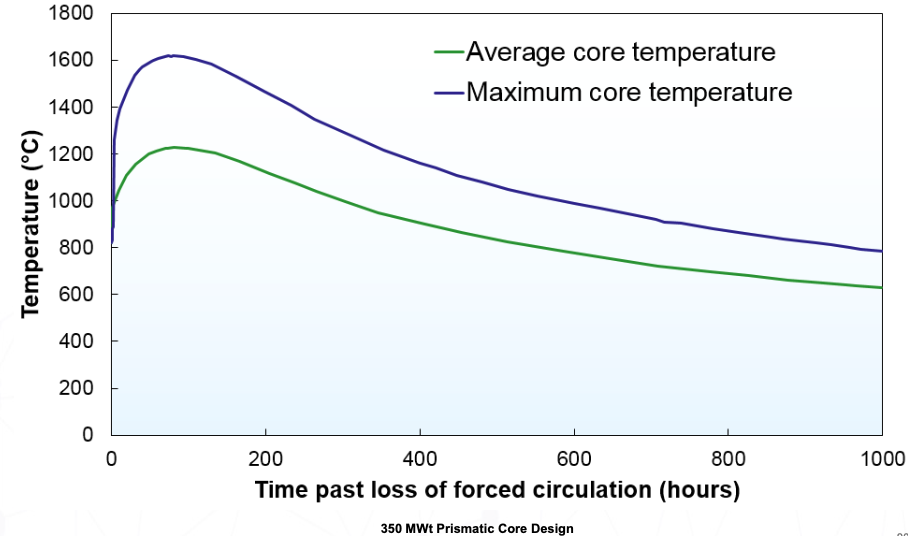 1800
1600
1400
1200
1000
800
600
400
200
0
Temperature (°C)
Average core temperature
Maximum core temperature
0 200 400 600 800 1000
Time past loss of forced circulation (hours)
350 MWt Prismatic Core Design